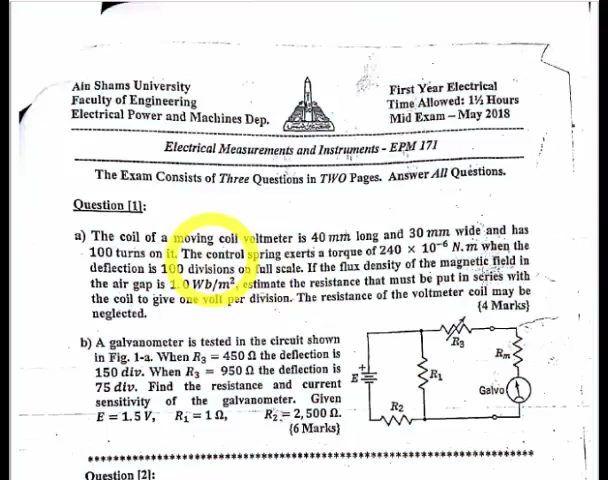 Ain Shams University
Faculty of Engineering
Electrical Power and Machines Dep.
First Year Electrical
Time Allowed: 1½ Hours
Mid Exam – May 2018
Electrical Measurements and Instruments - EPM 171
The Exam Consists of Three Questions in TWO Pages. Answer All Questions.
Question [1]:
a) The coil of a moving coil voltmeter is 40 mm long and 30 mm wide and has
100 turns on it. The control spring exerts a torque of 240 × 10⁻⁶ N.m when the
deflection is 100 divisions on full scale. If the flux density of the magnetic field in
the air gap is 1.0 Wb/m², estimate the resistance that must be put in series with
the coil to give one volt per division. The resistance of the voltmeter coil may be
neglected.
{4 Marks}
b) A galvanometer is tested in the circuit shown
in Fig. 1-a. When R₃ = 450 Ω the deflection is
150 div. When R₃ = 950 Ω the deflection is
75 div. Find the resistance and current
sensitivity of the galvanometer. Given
E = 1.5 V, R₁ = 1 Ω, R₂ = 2,500 Ω.
{6 Marks}
R₃
Rm
E
R₁
Galvo
R₂
Question [2]: